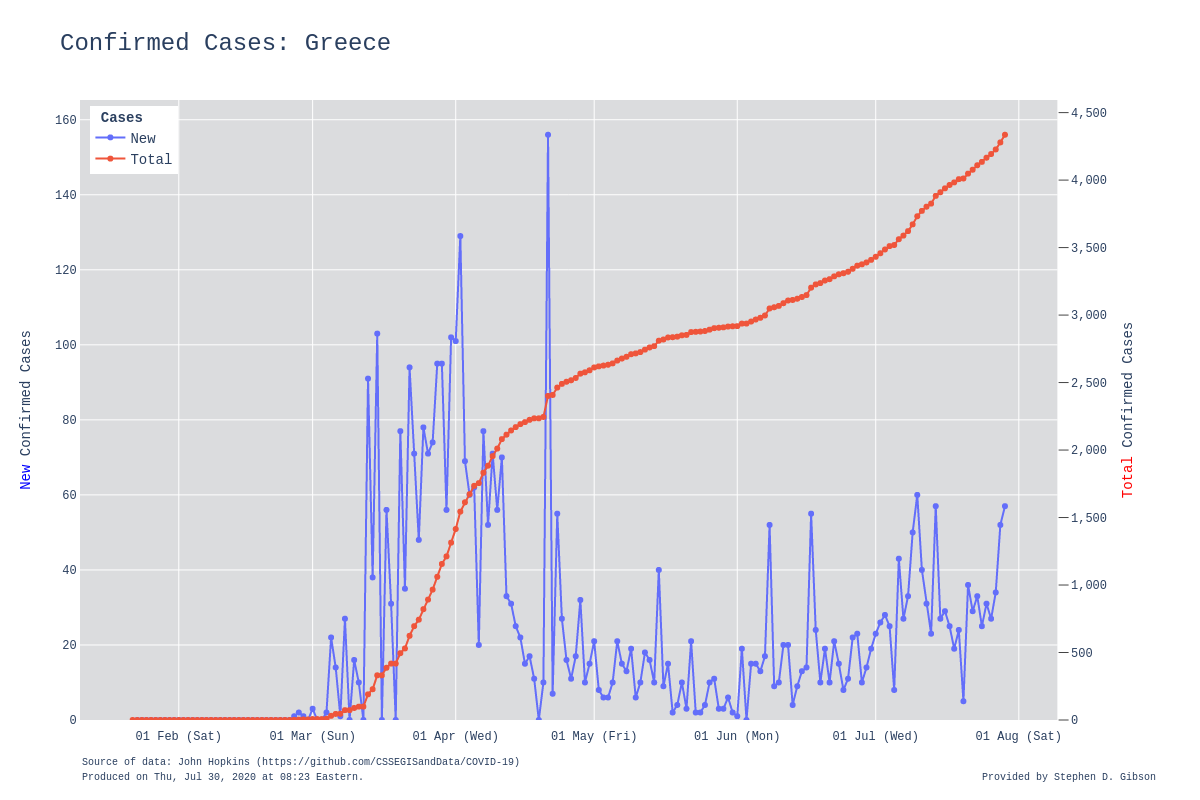 Confirmed Cases: Greece
Cases
New
Total
160
140
120
100
80
60
40
20
0
4,500
4,000
3,500
3,000
2,500
2,000
1,500
1,000
500
0
New Confirmed Cases
Total Confirmed Cases
01 Feb (Sat) 01 Mar (Sun) 01 Apr (Wed) 01 May (Fri) 01 Jun (Mon) 01 Jul (Wed) 01 Aug (Sat)
Source of data: John Hopkins (https://github.com/CSSEGISandData/COVID-19)
Produced on Thu, Jul 30, 2020 at 08:23 Eastern.
Provided by Stephen D. Gibson